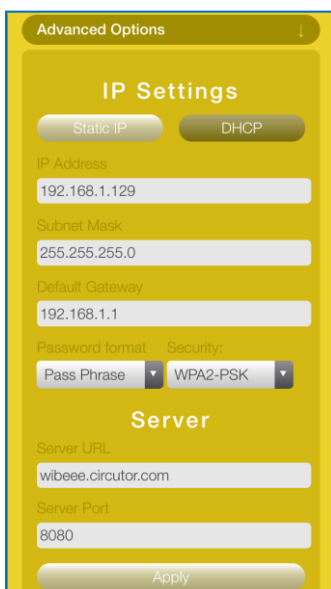 Advanced Options ↓
IP Settings
Static IP DHCP
IP Address
192.168.1.129
Subnet Mask
255.255.255.0
Default Gateway
192.168.1.1
Password format Security:
Pass Phrase WPA2-PSK
Server
Server URL
wibeee.circutor.com
Server Port
8080
Apply